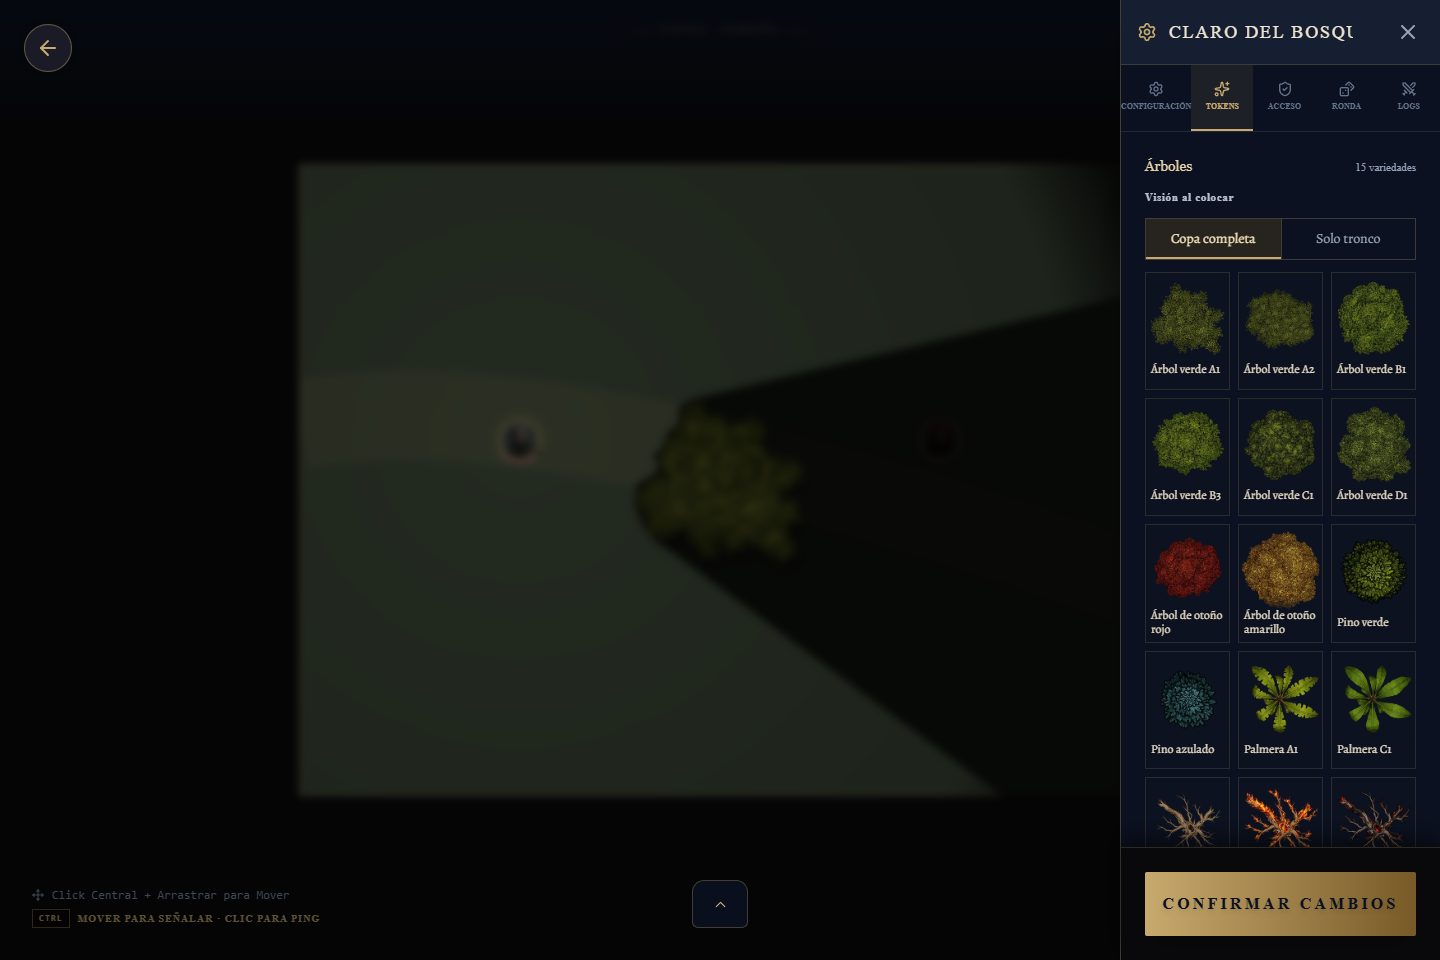 CLARO DEL BOSQU
CONFIGURACIÓN
TOKENS
ACCESO
RONDA
LOGS
Árboles
15 variedades
Visión al colocar
Copa completa
Solo tronco
Árbol verde A1
Árbol verde A2
Árbol verde B1
Árbol verde B3
Árbol verde C1
Árbol verde D1
Árbol de otoño
rojo
Árbol de otoño
amarillo
Pino verde
Pino azulado
Palmera A1
Palmera C1
Click Central + Arrastrar para Mover
CTRL MOVER PARA SEÑALAR · CLIC PARA PING
CONFIRMAR CAMBIOS